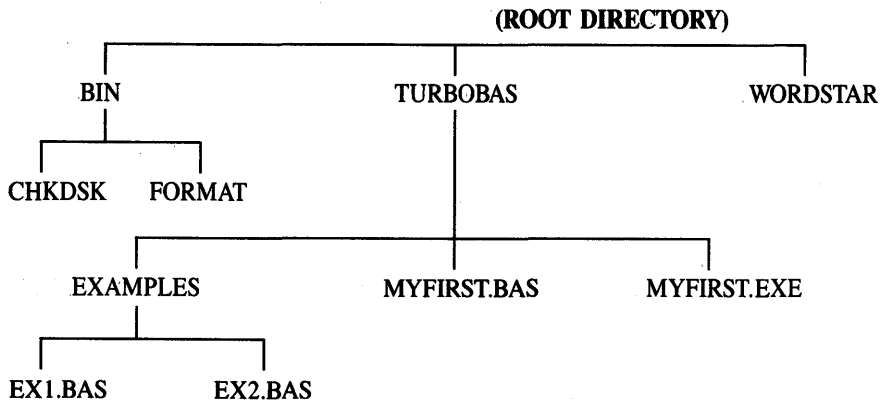 (ROOT DIRECTORY)
BIN TURBOBAS WORDSTAR
CHKDSK FORMAT
EXAMPLES MYFIRST.BAS MYFIRST.EXE
EX1.BAS EX2.BAS